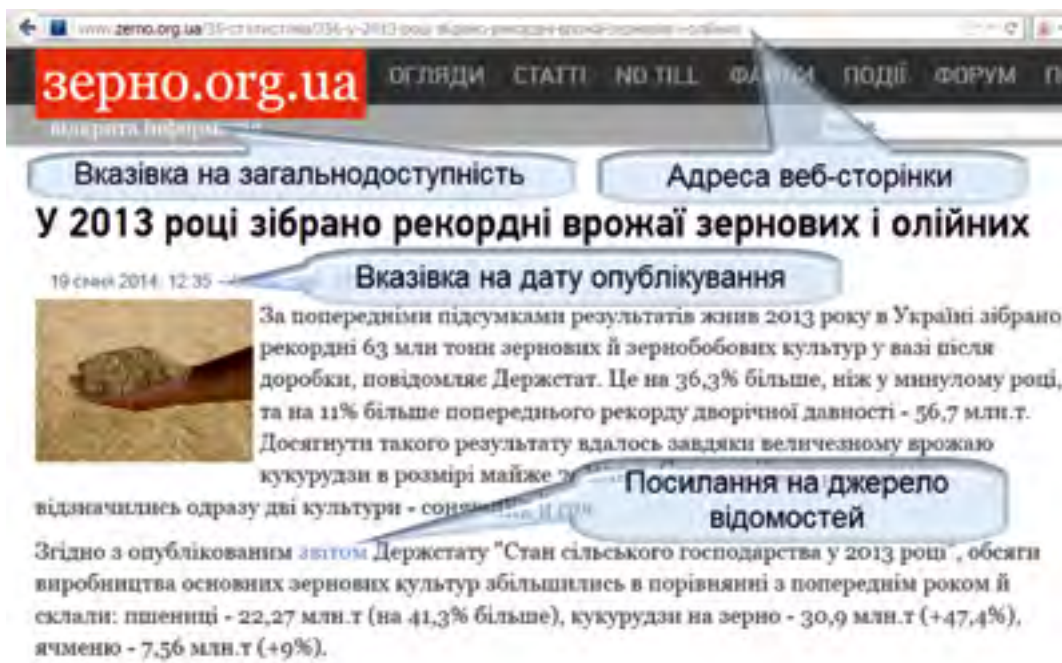 www.zerno.org.ua
зерно.org.ua
ОГЛЯДИ СТАТТІ NO TILL ПОДІЇ ФОРУМ
відкрита
Вказівка на загальнодоступність
Адреса веб-сторінки
У 2013 році зібрано рекордні врожаї зернових і олійних
19 січня 2014, 12:35
Вказівка на дату опублікування
За попередніми підсумками результатів жнив 2013 року в Україні зібрано
рекордні 63 млн тонн зернових й зернобобових культур у вазі після
доробки, повідомляє Держстат. Це на 36,3% більше, ніж у минулому році,
та на 11% більше попереднього рекорду дворічної давності - 56,7 млн.т.
Досягнути такого результату вдалось завдяки величезному врожаю
кукурудзи в розмірі майже
Посилання на джерело
відомостей
відзначились одразу дві культури -
Згідно з опублікованим звітом Держстату "Стан сільського господарства у 2013 році", обсяги
виробництва основних зернових культур збільшились в порівнянні з попереднім роком й
склали: пшениці - 22,27 млн.т (на 41,3% більше), кукурудзи на зерно - 30,9 млн.т (+47,4%),
ячменю - 7,56 млн.т (+9%).